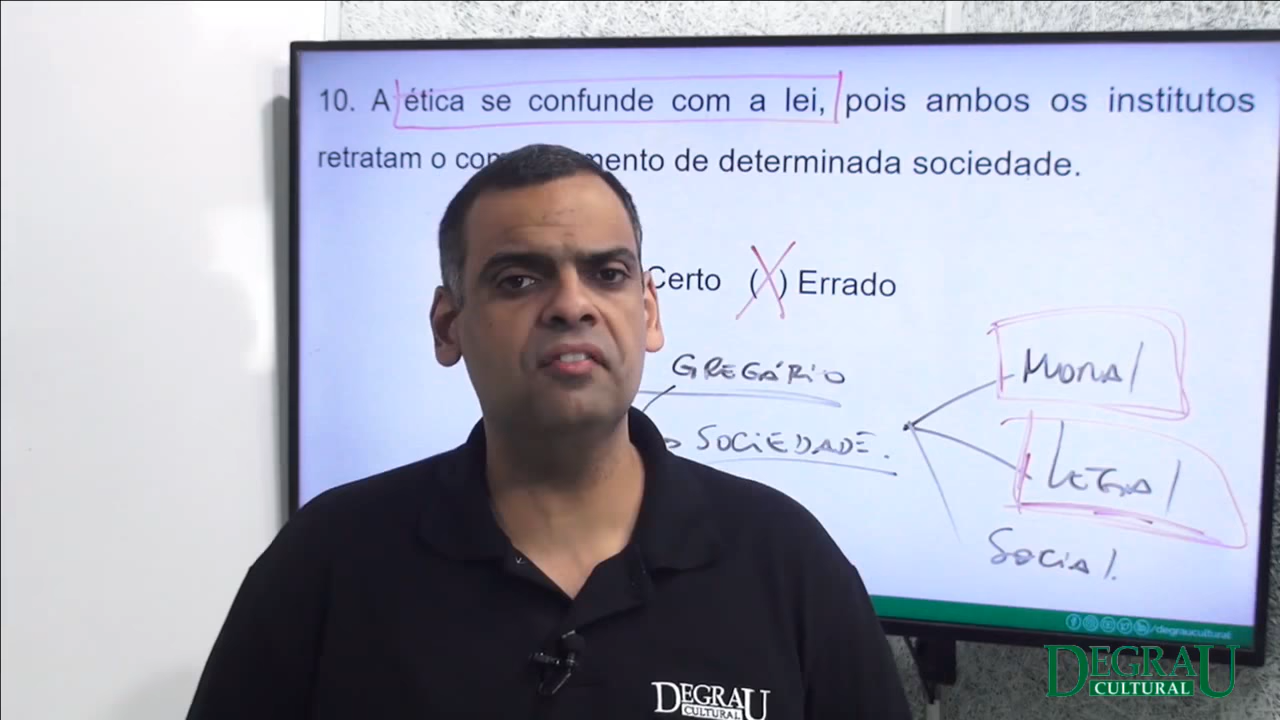 10. A ética se confunde com a lei, pois ambos os institutos
retratam o com mento de determinada sociedade.
Certo ( ) Errado
GREGÁRIO
SOCIEDADE.
MORAL
LEGAL
SOCIAL.
/degraucultural
DEGRAU
CULTURAL
DEGRAU
CULTURAL